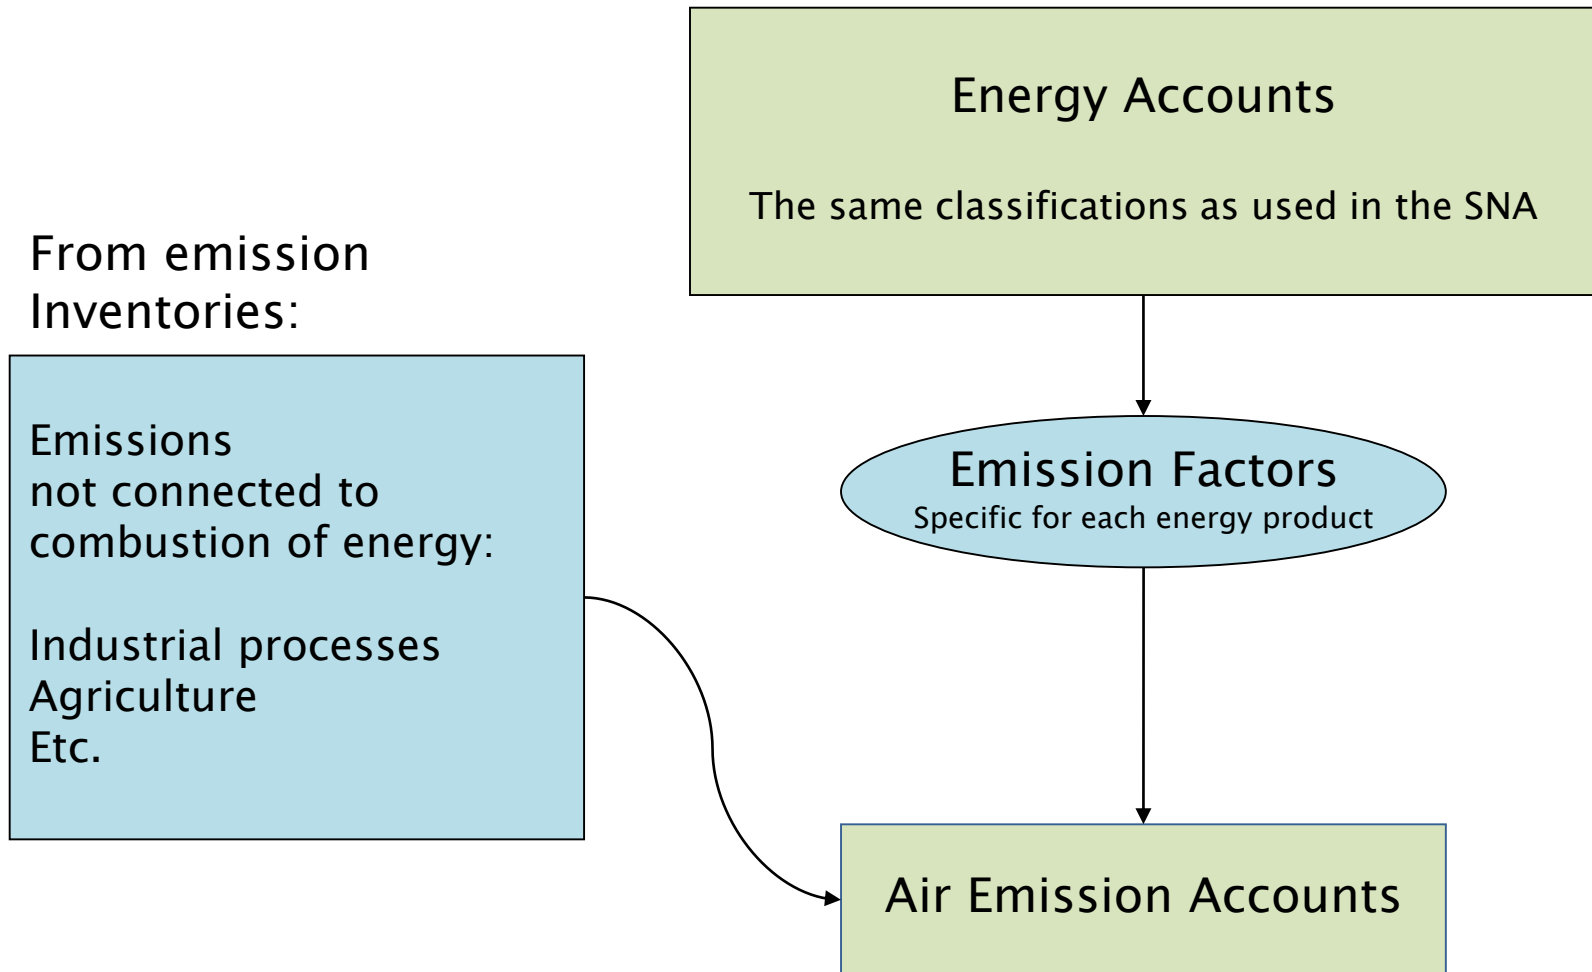 Energy Accounts
The same classifications as used in the SNA
From emission
Inventories:
Emissions
not connected to
combustion of energy:
Industrial processes
Agriculture
Etc.
Emission Factors
Specific for each energy product
Air Emission Accounts